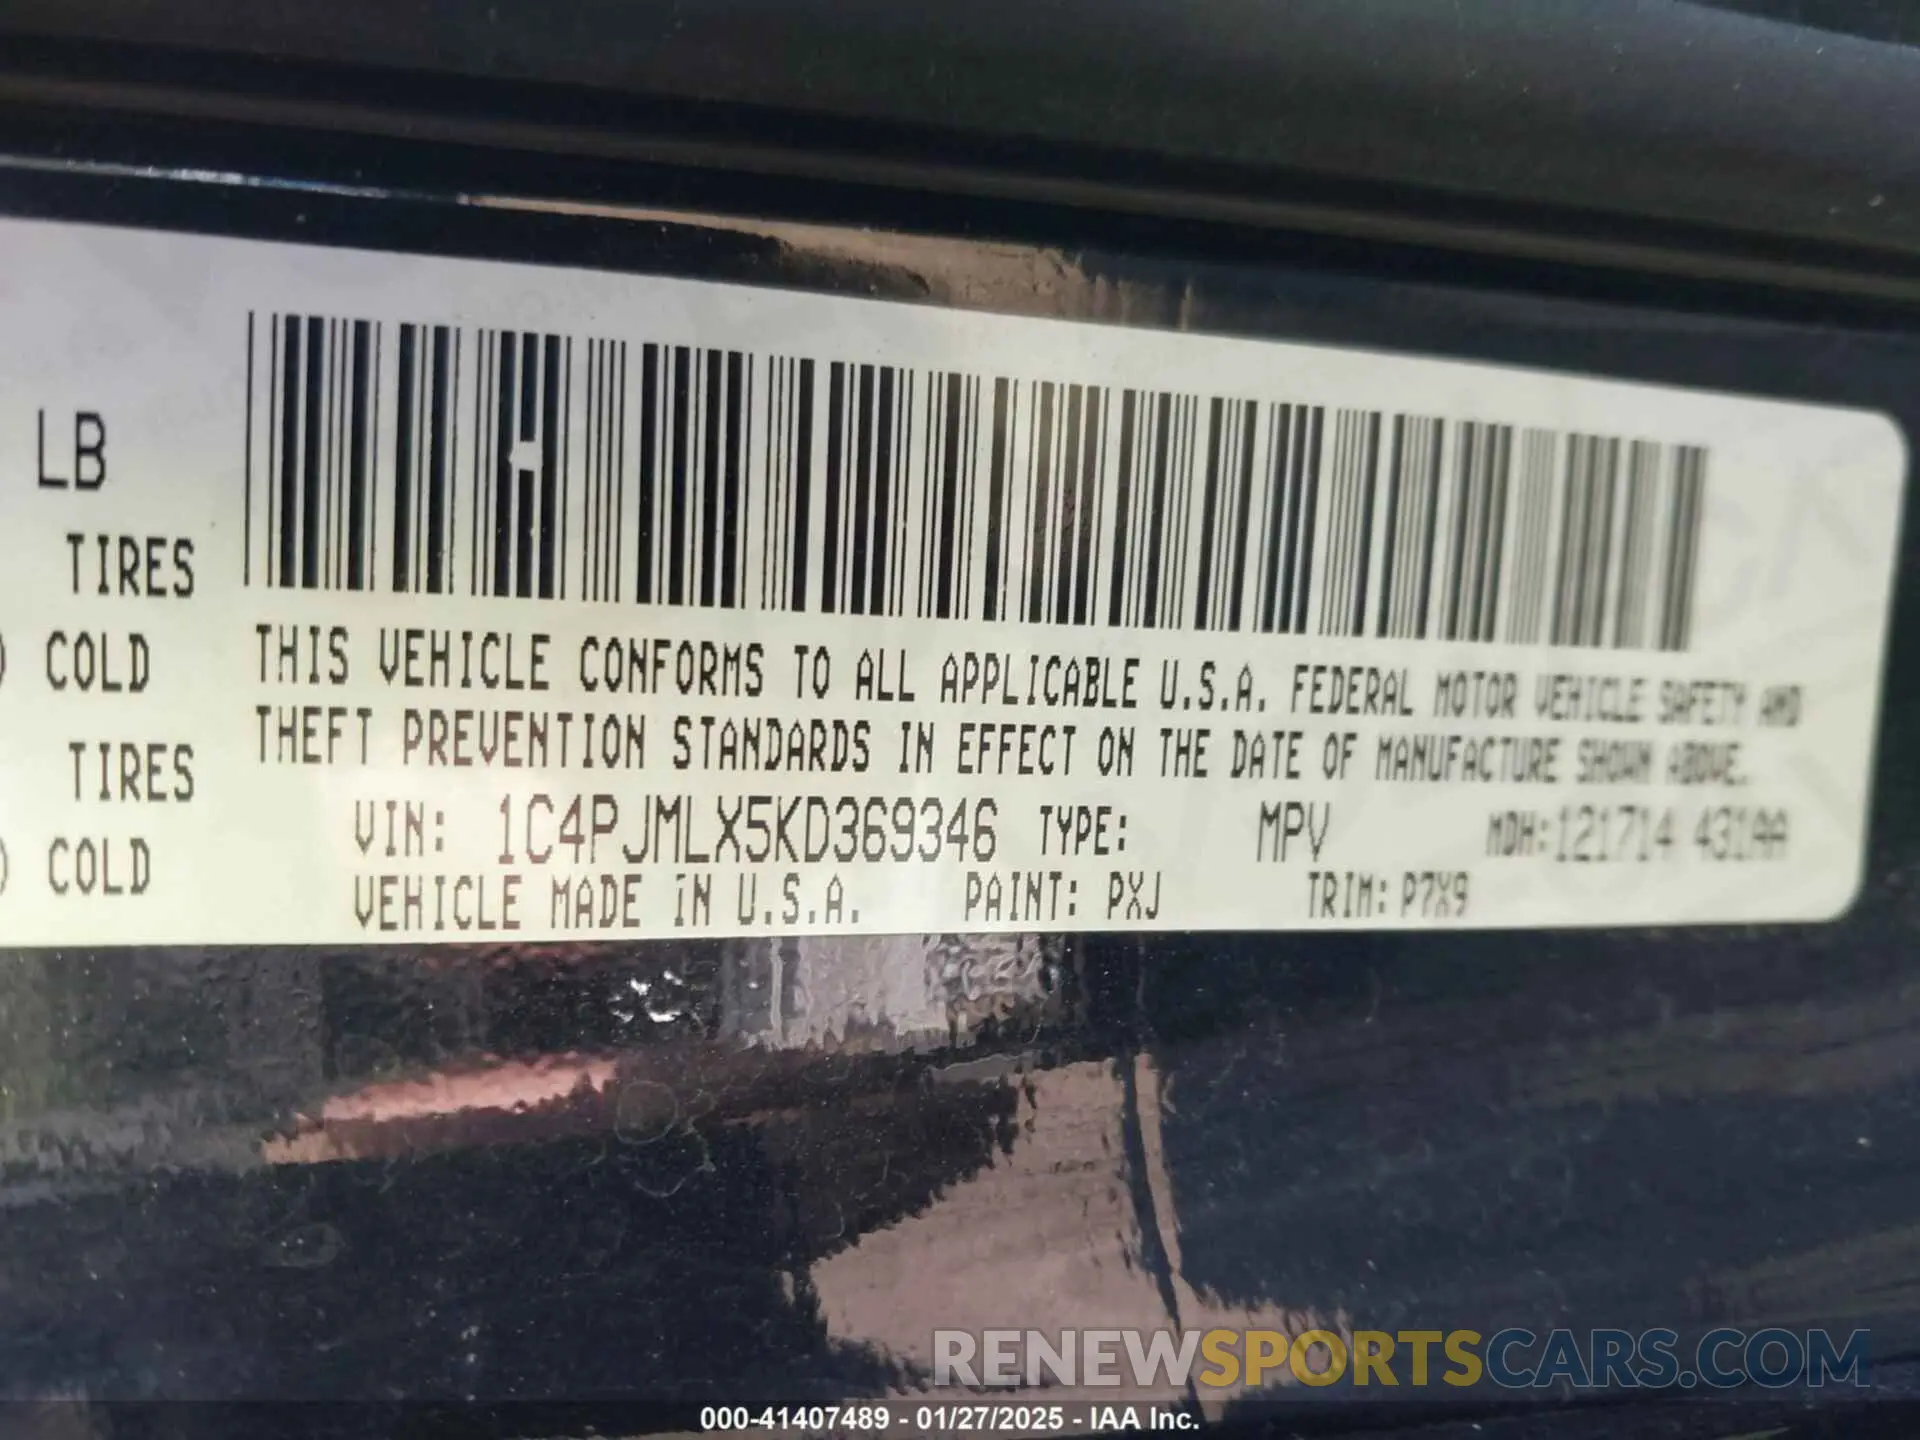 LB
TIRES
COLD
TIRES
COLD
THIS VEHICLE CONFORMS TO ALL APPLICABLE U.S.A. FEDERAL MOTOR VEHICLE SAFETY AND
THEFT PREVENTION STANDARDS IN EFFECT ON THE DATE OF MANUFACTURE SHOWN ABOVE.
VIN: 1C4PJMLX5KD369346 TYPE: MPV MDH:121714 431AA
VEHICLE MADE IN U.S.A. PAINT: PXJ TRIM: P7X9
RENEWSPORTSCARS.COM
000-41407489 - 01/27/2025 - IAA Inc.